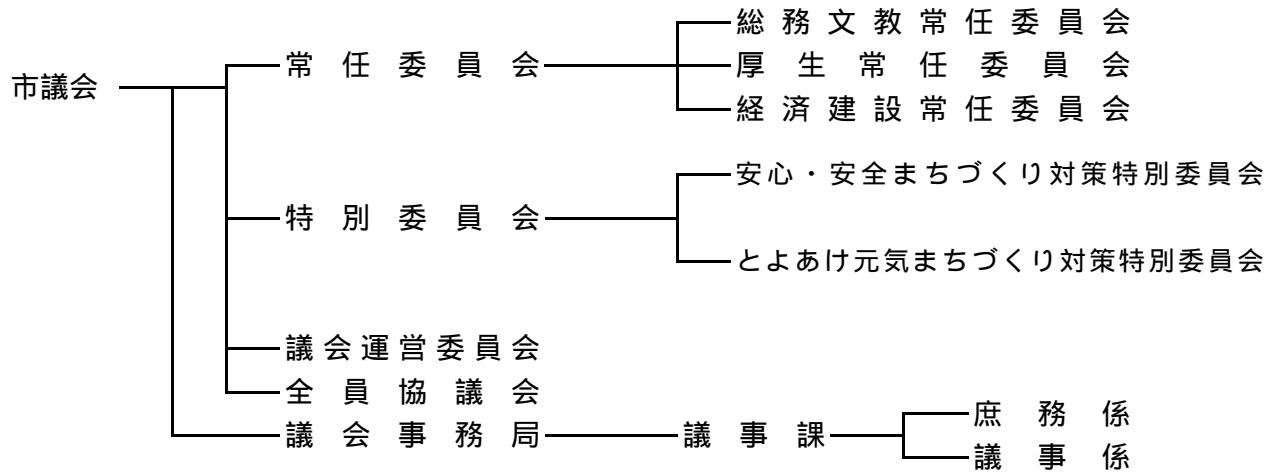 総務文教常任委員会
常任委員会
厚生常任委員会
市議会
経済建設常任委員会
安心・安全まちづくり対策特別委員会
特別委員会
とよあけ元気まちづくり対策特別委員会
議会運営委員会
全員協議会
庶務係
議会事務局
議事課
議事係